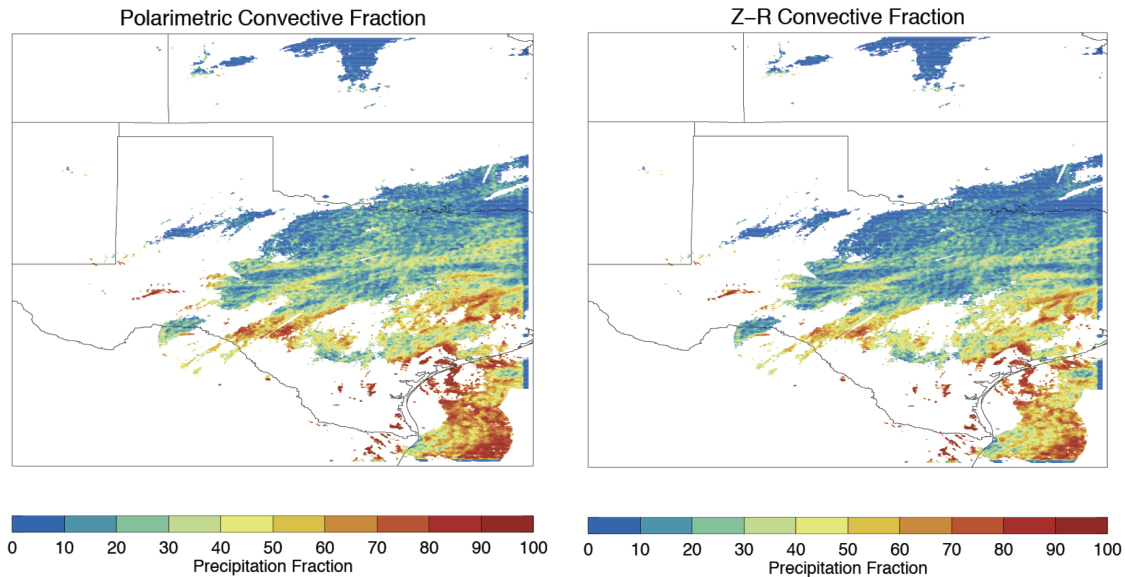 Polarimetric Convective Fraction
Z–R Convective Fraction
0 10 20 30 40 50 60 70 80 90 100
Precipitation Fraction
0 10 20 30 40 50 60 70 80 90 100
Precipitation Fraction